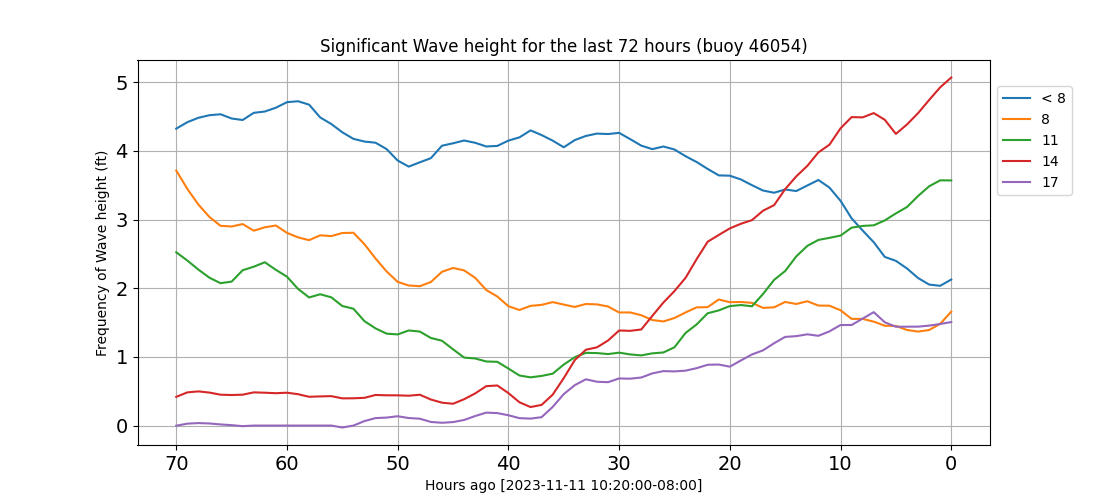 Significant Wave height for the last 72 hours (buoy 46054)
Frequency of Wave height (ft)
5
4
3
2
1
0
70 60 50 40 30 20 10 0
Hours ago [2023-11-11 10:20:00-08:00]
< 8
8
11
14
17